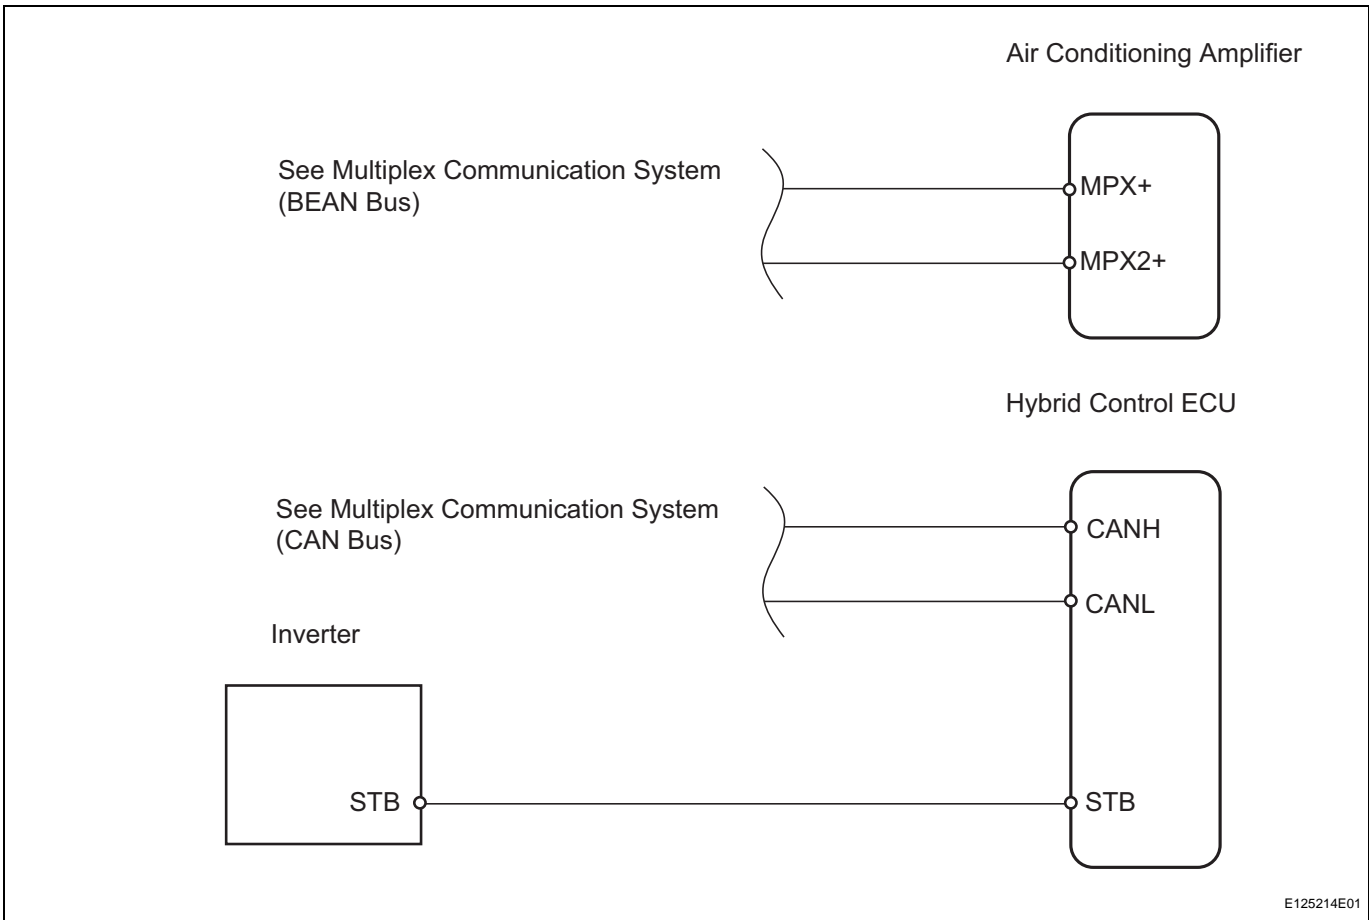 Air Conditioning Amplifier
See Multiplex Communication System
(BEAN Bus)
MPX+
MPX2+
Hybrid Control ECU
See Multiplex Communication System
(CAN Bus)
CANH
CANL
Inverter
STB
STB
E125214E01